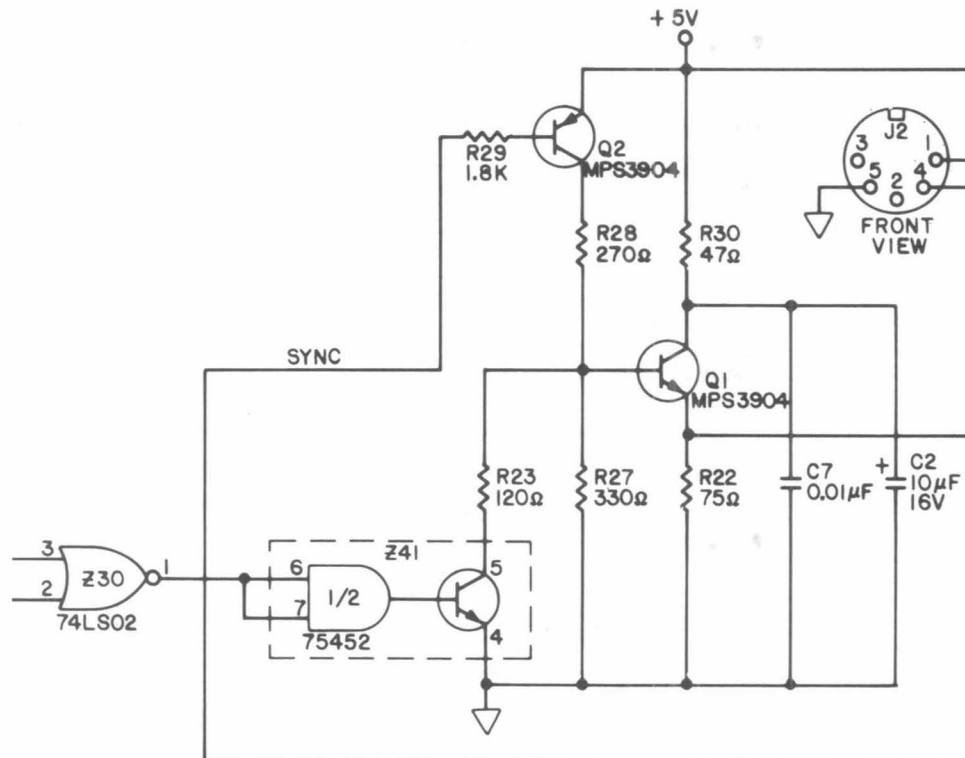 + 5V
J2
3
1
5
4
2
FRONT
VIEW
R29
1.8K
Q2
MPS3904
R28
270Ω
R30
47Ω
SYNC
Q1
MPS3904
R23
120Ω
R27
330Ω
R22
75Ω
C7
0.01µF
+
C2
10µF
16V
Z41
3
2
Z30
1
74LS02
6
7
1/2
75452
5
4